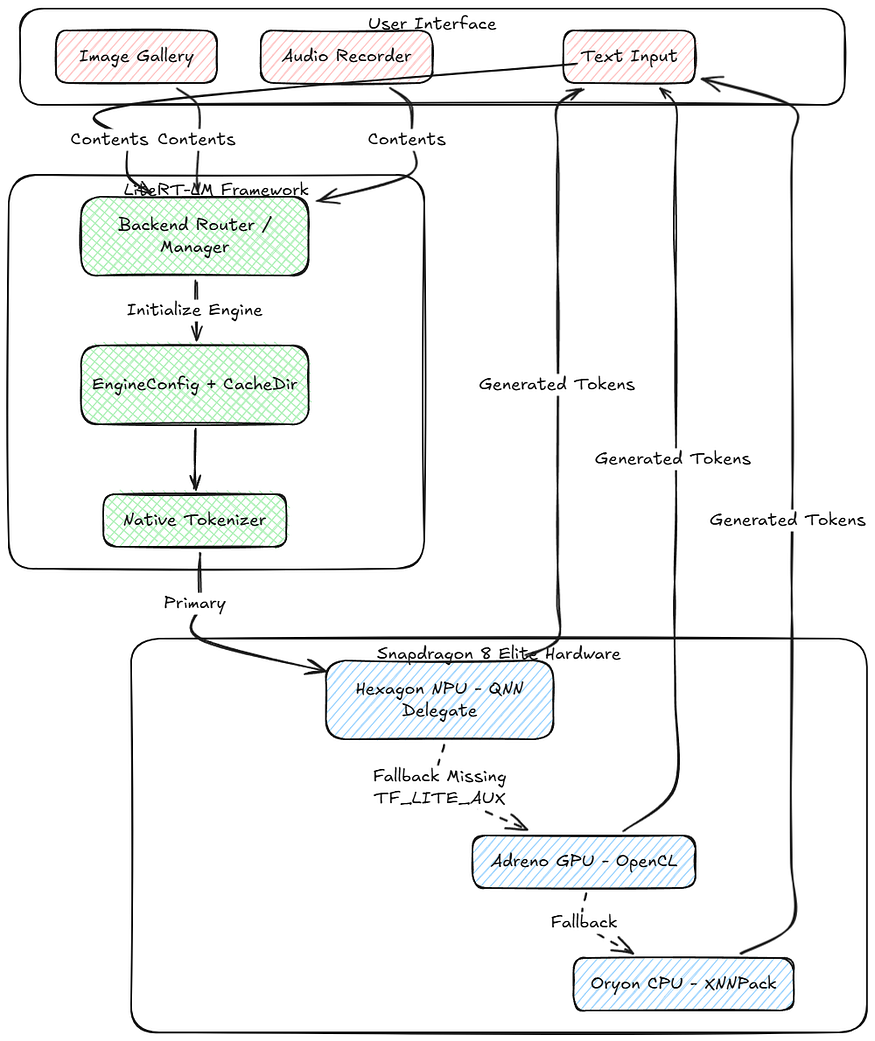 User Interface
Image Gallery
Audio Recorder
Text Input
Contents
Contents
Contents
LiteRT-LM Framework
Backend Router /
Manager
Initialize Engine
EngineConfig + CacheDir
Generated Tokens
Generated Tokens
Native Tokenizer
Generated Tokens
Primary
Snapdragon 8 Elite Hardware
Hexagon NPU - QNN
Delegate
Fallback Missing
TF_LITE_AUX
Adreno GPU - OpenCL
Fallback
Oryon CPU - XNNPack